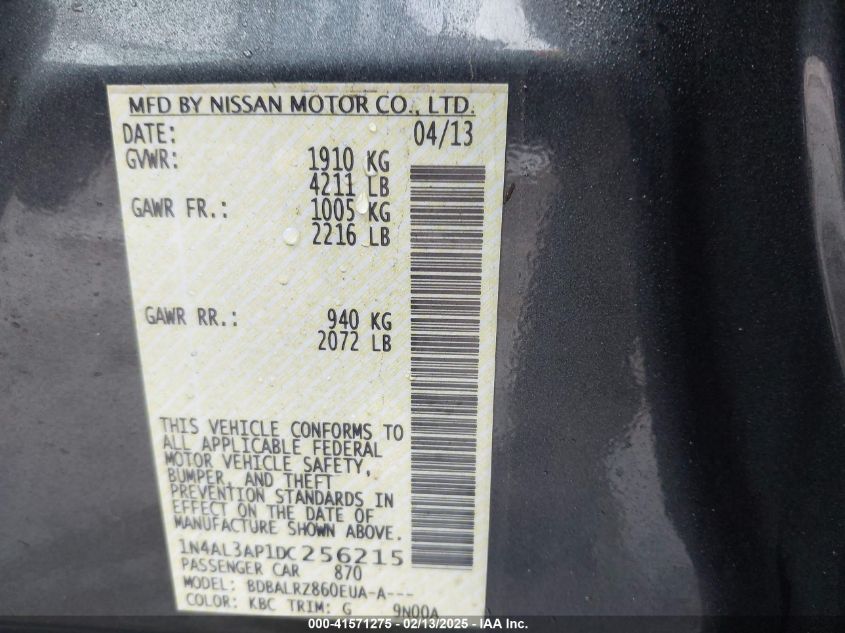 MFD BY NISSAN MOTOR CO., LTD.
DATE: 04/13
GVWR: 1910 KG
4211 LB
GAWR FR.: 1005 KG
2216 LB
GAWR RR.: 940 KG
2072 LB
THIS VEHICLE CONFORMS TO
ALL APPLICABLE FEDERAL
MOTOR VEHICLE SAFETY,
BUMPER, AND THEFT
PREVENTION STANDARDS IN
EFFECT ON THE DATE OF
MANUFACTURE SHOWN ABOVE.
1N4AL3AP1DC256215
PASSENGER CAR 870
MODEL: BDBALRZ860EUA-A---
COLOR: KBC TRIM: G 9N00A
000-41571275 - 02/13/2025 - IAA Inc.